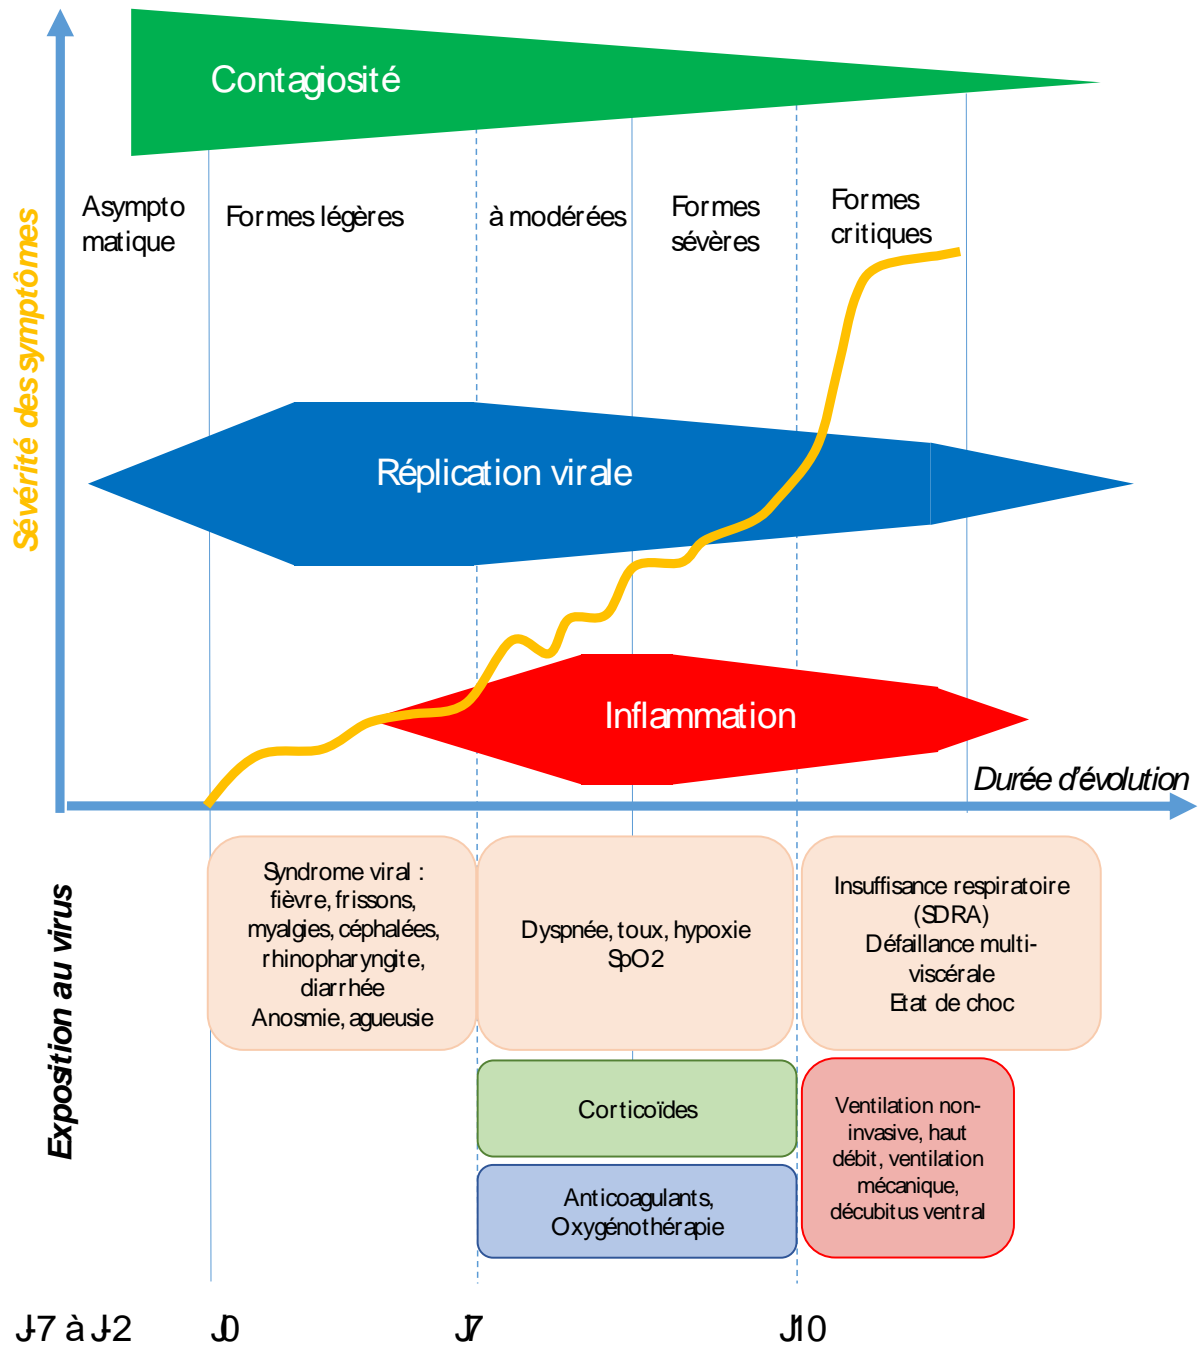 Contagiosité
Asympto
matique
Formes légères
à modérées
Formes
sévères
Formes
critiques
Sévérité des symptômes
Réplication virale
Inflammation
Durée d'évolution
Exposition au virus
Syndrome viral :
fièvre, frissons,
myalgies, céphalées,
rhinopharyngite,
diarrhée
Anosmie, agueusie
Dyspnée, toux, hypoxie
SpO2
Insuffisance respiratoire
(SDRA)
Défaillance multi-
viscérale
Etat de choc
Corticoïdes
Anticoagulants,
Oxygénothérapie
Ventilation non-
invasive, haut
débit, ventilation
mécanique,
décubitus ventral
J-7 à J-2
J0
J7
J10